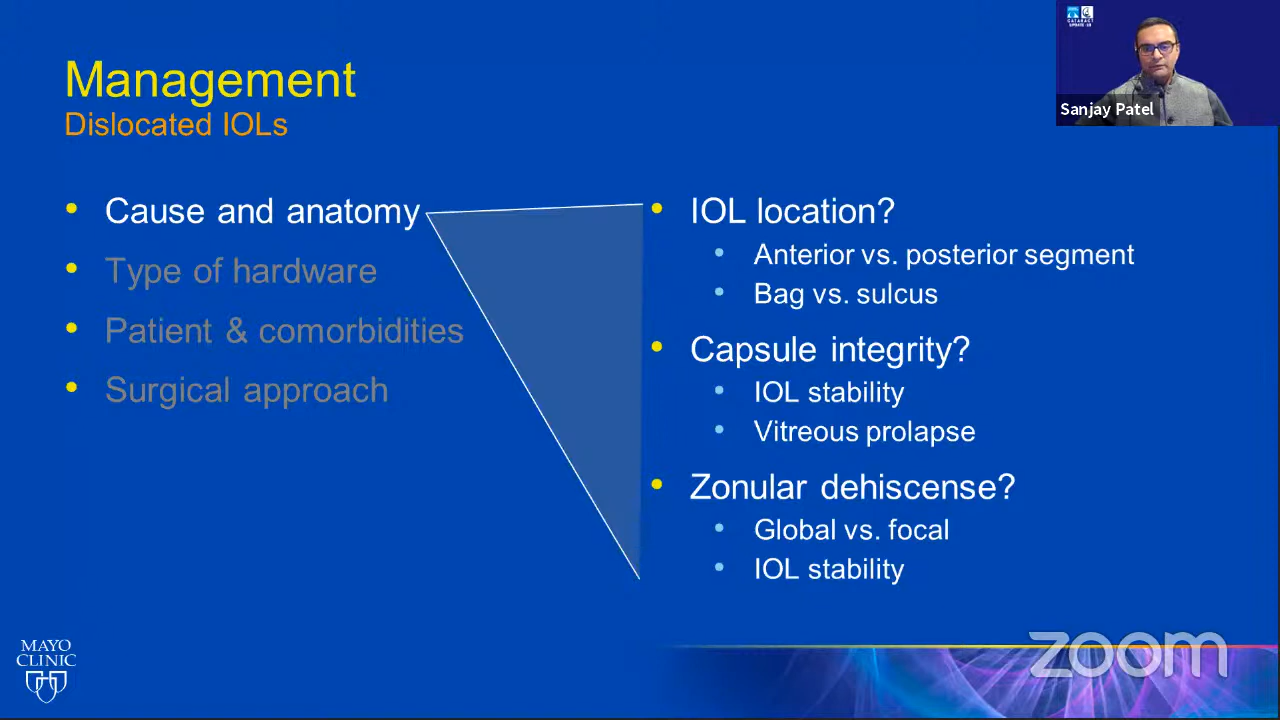 CATARACT
UPDATE
Sanjay Patel
Management
Dislocated IOLs
Cause and anatomy
Type of hardware
Patient & comorbidities
Surgical approach
IOL location?
Anterior vs. posterior segment
Bag vs. sulcus
Capsule integrity?
IOL stability
Vitreous prolapse
Zonular dehiscense?
Global vs. focal
IOL stability
MAYO
CLINIC
zoom